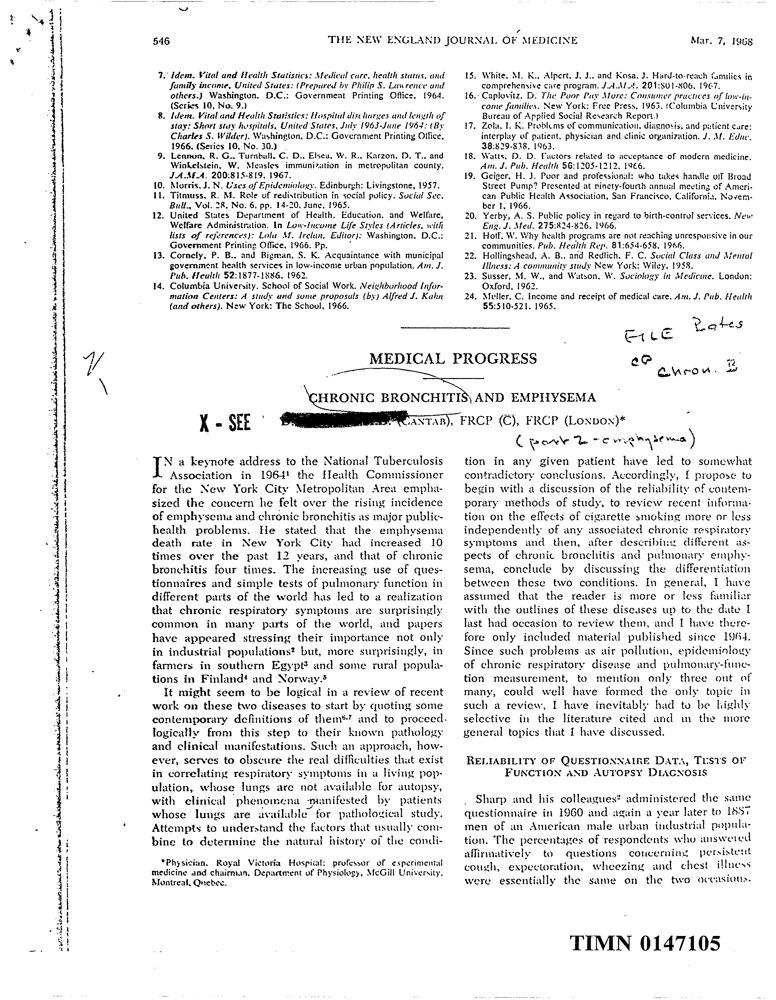 546
THE NEW ENGLAND JOURNAL OF MEDICINE
Mar. 7, 1968
7. Idem. Vital and Health Statistics: Medical care, health status, and
family income, United States: (Prepared by Philip S. Lawrence and
others.) Washington, D.C.: Government Printing Office, 1964.
(Series 10, No. 9.)
8. Idem. Vital and Health Statistics: Hospital discharges and length of
stay: Short stay hospitals, United States, July 1963-June 1964: (By
Charles S. Wilder). Washington, D.C.: Government Printing Office,
1966. (Series 10, No. 30.)
9. Lennon, R. G., Turnbull, C. D., Elsea, W. R., Karzon, D. T., and
Winkelstein, W. Measles immunization in metropolitan county.
J.A.M.A. 200:815-819, 1967.
10. Morris, J. N. Uses of Epidemiology. Edinburgh: Livingstone, 1957.
11. Titmuss, R. M. Role of redistribution in social policy. Social Sec.
Bull., Vol. 28, No. 6, pp. 14-20, June, 1965.
12. United States Department of Health, Education, and Welfare,
Welfare Administration. In Low-Income Life Styles (Articles, with
lists of references): Lola M. Irelan, Editor); Washington, D.C.:
Government Printing Office, 1966. Pp.
13. Cornely, P. B., and Bigman, S. K. Acquaintance with municipal
government health services in low-income urban population. Am. J.
Pub. Health 52:1877-1886, 1962.
14. Columbia University. School of Social Work. Neighborhood Infor-
mation Centers: A study and some proposals (by) Alfred J. Kahn
(and others). New York: The School, 1966.
15. White, M. K., Alpert, J. J., and Kosa, J. Hard-to-reach families in
comprehensive care program. J.A.M.A. 201:801-806, 1967.
16. Caplovitz, D. The Poor Pay More: Consumer practices of low-in-
come families. New York: Free Press, 1963. (Columbia University
Bureau of Applied Social Research Report.)
17. Zola, I. K. Problems of communication, diagnosis, and patient care:
interplay of patient, physician and clinic organization. J. M. Educ.
38:829-838, 1963.
18. Watts, D. D. Factors related to acceptance of modern medicine.
Am. J. Pub. Health 56:1205-1212, 1966.
19. Geiger, H. J. Poor and professional: who takes handle off Broad
Street Pump? Presented at ninety-fourth annual meeting of Ameri-
can Public Health Association, San Francisco, California, Novem-
ber 1, 1966.
20. Yerby, A. S. Public policy in regard to birth-control services. New
Eng. J. Med. 275:824-826, 1966.
21. Hoff, W. Why health programs are not reaching unresponsive in our
communities. Pub. Health Rep. 81:654-658, 1966.
22. Hollingshead, A. B., and Redlich, F. C. Social Class and Mental
Illness: A community study New York: Wiley, 1958.
23. Susser, M. W., and Watson, W. Sociology in Medicine. London:
Oxford, 1962.
24. Muller, C. Income and receipt of medical care. Am. J. Pub. Health
55:510-521, 1965.
FILE
Chron. B
MEDICAL PROGRESS
CHRONIC BRONCHITIS AND EMPHYSEMA
X - SEE
(CANTAB), FRCP (C), FRCP (LONDON)*
(part 2 - emphysema)
IN a keynote address to the National Tuberculosis
Association in 1964¹ the Health Commissioner
for the New York City Metropolitan Area empha-
sized the concern he felt over the rising incidence
of emphysema and chronic bronchitis as major public-
health problems. He stated that the emphysema
death rate in New York City had increased 10
times over the past 12 years, and that of chronic
bronchitis four times. The increasing use of ques-
tionnaires and simple tests of pulmonary function in
different parts of the world has led to a realization
that chronic respiratory symptoms are surprisingly
common in many parts of the world, and papers
have appeared stressing their importance not only
in industrial populations² but, more surprisingly, in
farmers in southern Egypt³ and some rural popula-
tions in Finland⁴ and Norway.⁵
It might seem to be logical in a review of recent
work on these two diseases to start by quoting some
contemporary definitions of them⁶,⁷ and to proceed
logically from this step to their known pathology
and clinical manifestations. Such an approach, how-
ever, serves to obscure the real difficulties that exist
in correlating respiratory symptoms in a living pop-
ulation, whose lungs are not available for autopsy,
with clinical phenomena manifested by patients
whose lungs are available for pathological study.
Attempts to understand the factors that usually com-
bine to determine the natural history of the condi-
*Physician, Royal Victoria Hospital; professor of experimental
medicine and chairman, Department of Physiology, McGill University,
Montreal, Quebec.
tion in any given patient have led to somewhat
contradictory conclusions. Accordingly, I propose to
begin with a discussion of the reliability of contem-
porary methods of study, to review recent informa-
tion on the effects of cigarette smoking more or less
independently of any associated chronic respiratory
symptoms and then, after describing different as-
pects of chronic bronchitis and pulmonary emphy-
sema, conclude by discussing the differentiation
between these two conditions. In general, I have
assumed that the reader is more or less familiar
with the outlines of these diseases up to the date I
last had occasion to review them, and I have there-
fore only included material published since 1964.
Since such problems as air pollution, epidemiology
of chronic respiratory disease and pulmonary-func-
tion measurement, to mention only three out of
many, could well have formed the only topic in
such a review, I have inevitably had to be highly
selective in the literature cited and in the more
general topics that I have discussed.
RELIABILITY OF QUESTIONNAIRE DATA, TESTS OF
FUNCTION AND AUTOPSY DIAGNOSIS
Sharp and his colleagues² administered the same
questionnaire in 1960 and again a year later to 1887
men of an American male urban industrial popula-
tion. The percentages of respondents who answered
affirmatively to questions concerning persistent
cough, expectoration, wheezing and chest illness
were essentially the same on the two occasions.
TIMN 0147105